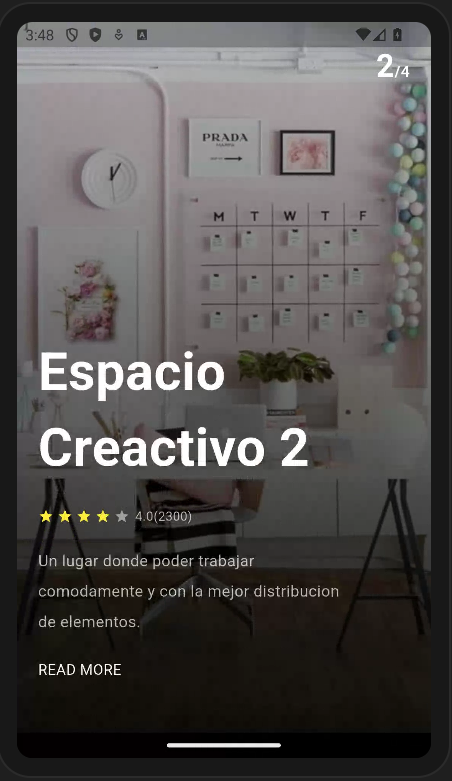 3:48
2/4
PRADA
MARFA
M T W T F
Espacio
Creactivo 2
4.0(2300)
Un lugar donde poder trabajar
comodamente y con la mejor distribucion
de elementos.
READ MORE